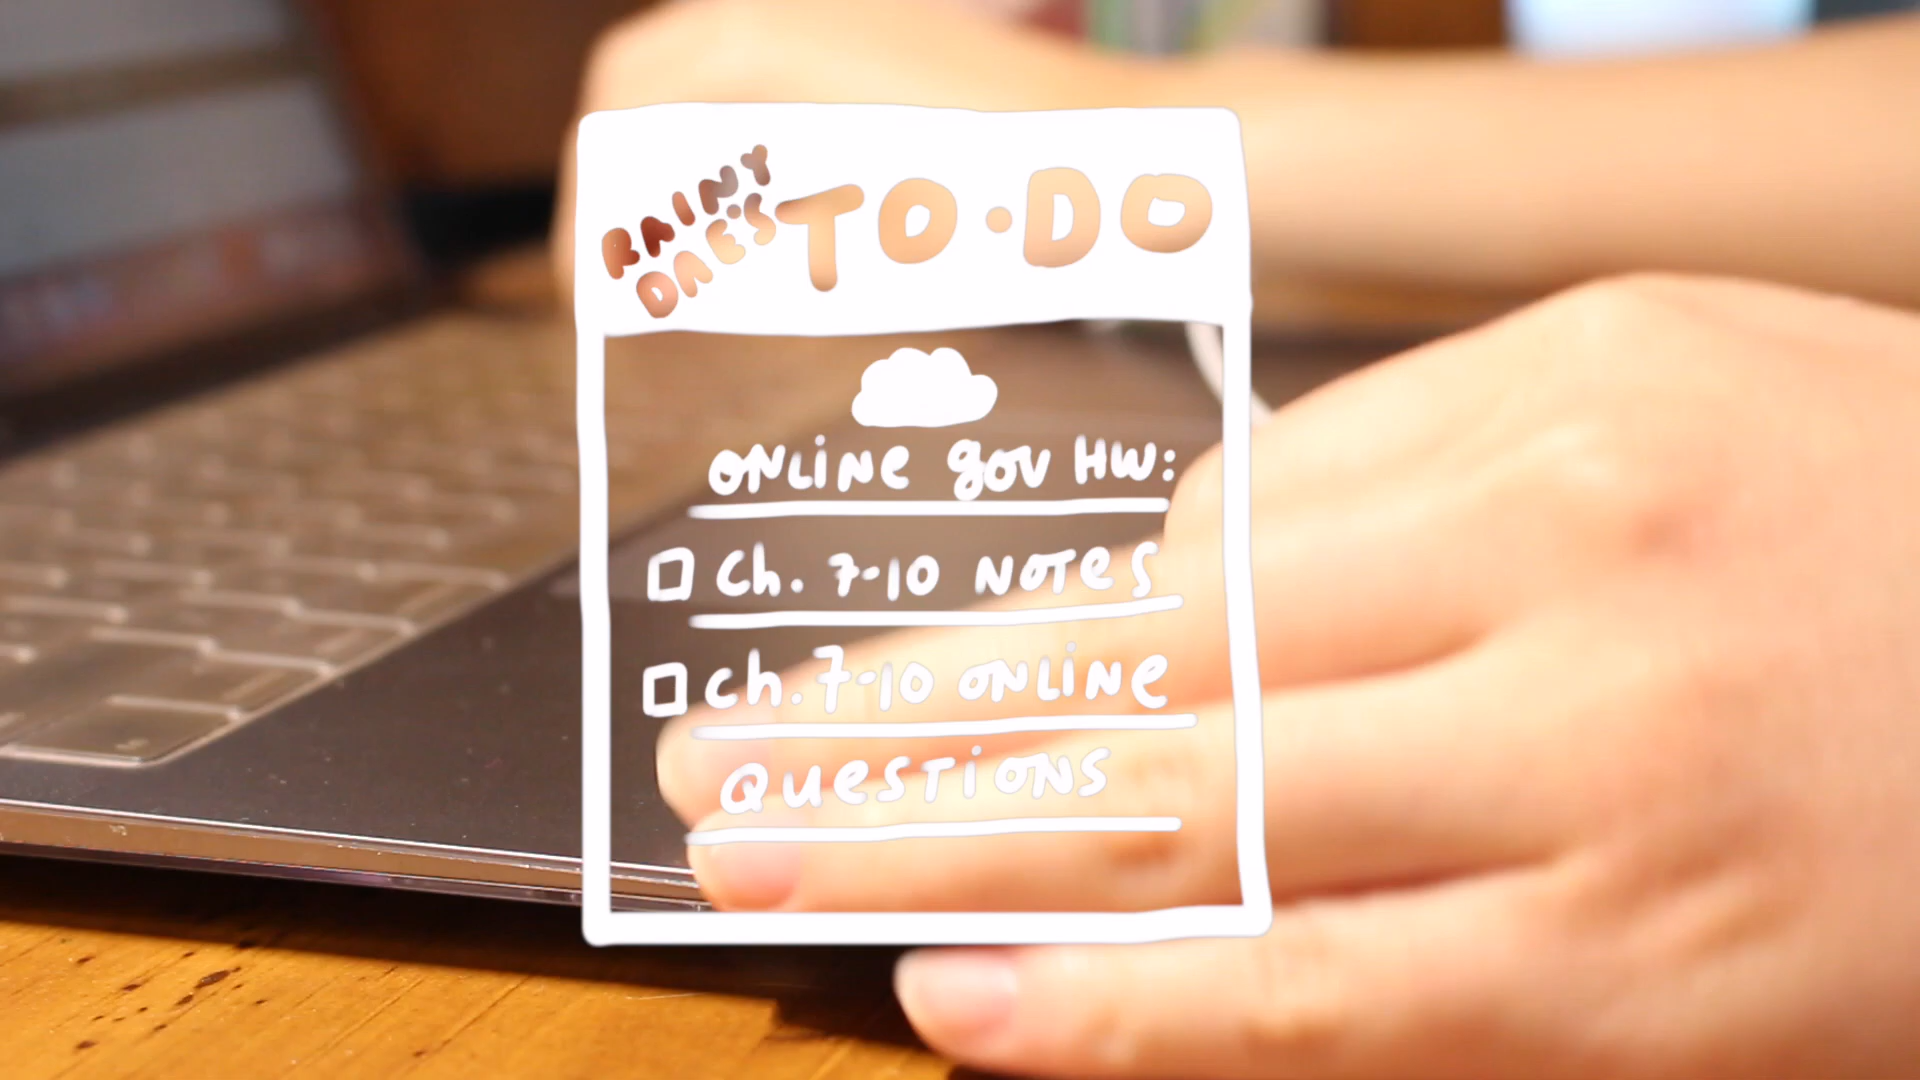 RAINY
DAE'S
TO·DO
ONLINE gov HW:
Ch. 7-10 NOTES
Ch. 7-10 ONLINE
QUESTIONS